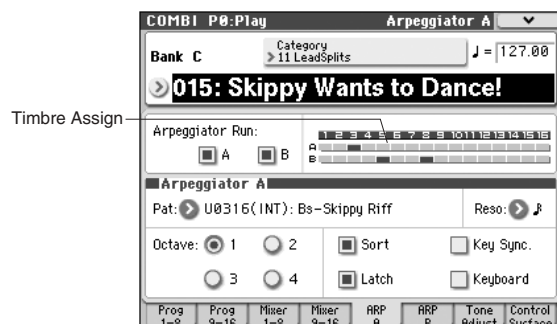 COMBI P0:Play Arpeggiator A
Bank C
Category
11 LeadSplits
♩= 127.00
015: Skippy Wants to Dance!
Timbre Assign
Arpeggiator Run:
A B
1 2 3 4 5 6 7 8 9 10 11 12 13 14 15 16
A
B
Arpeggiator A
Pat: U0316(INT): Bs-Skippy Riff Reso:
Octave: 1 2 Sort Key Sync.
3 4 Latch Keyboard
Prog 1-8 Prog 9-16 Mixer 1-8 Mixer 9-16 ARP A ARP B Tone Adjust Control Surface